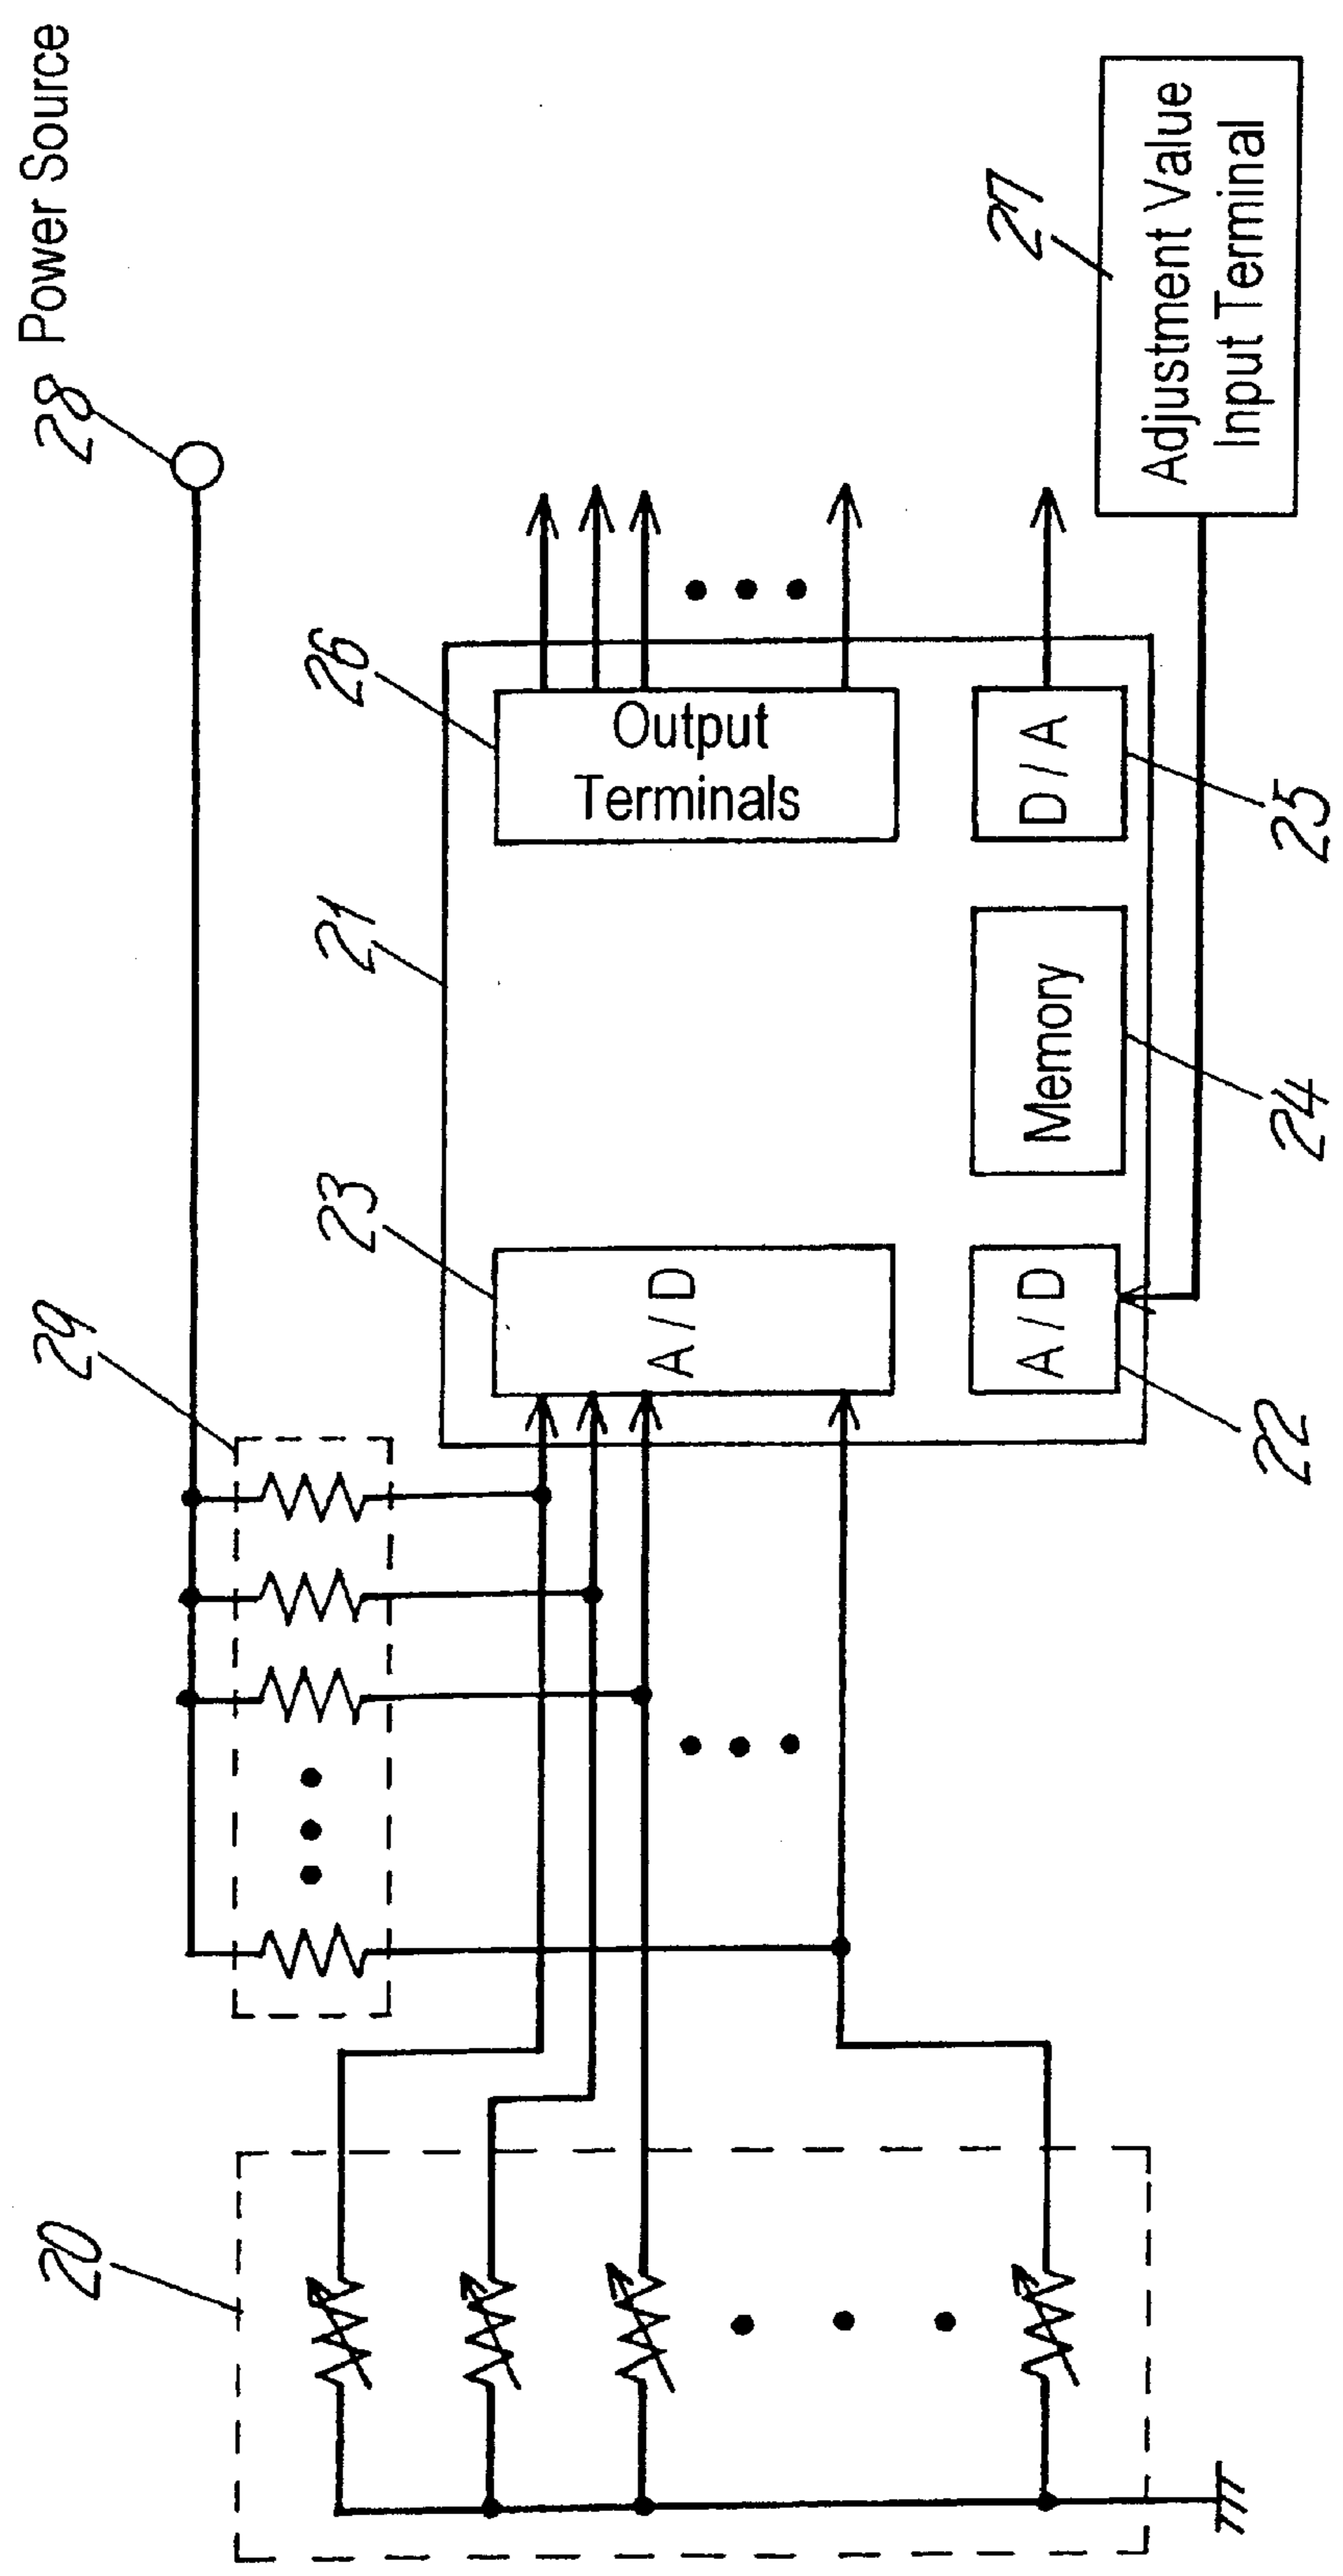 28 Power Source
29
20
23
21
26
Output
Terminals
A / D
A / D
Memory
D / A
22
24
25
27
Adjustment Value
Input Terminal